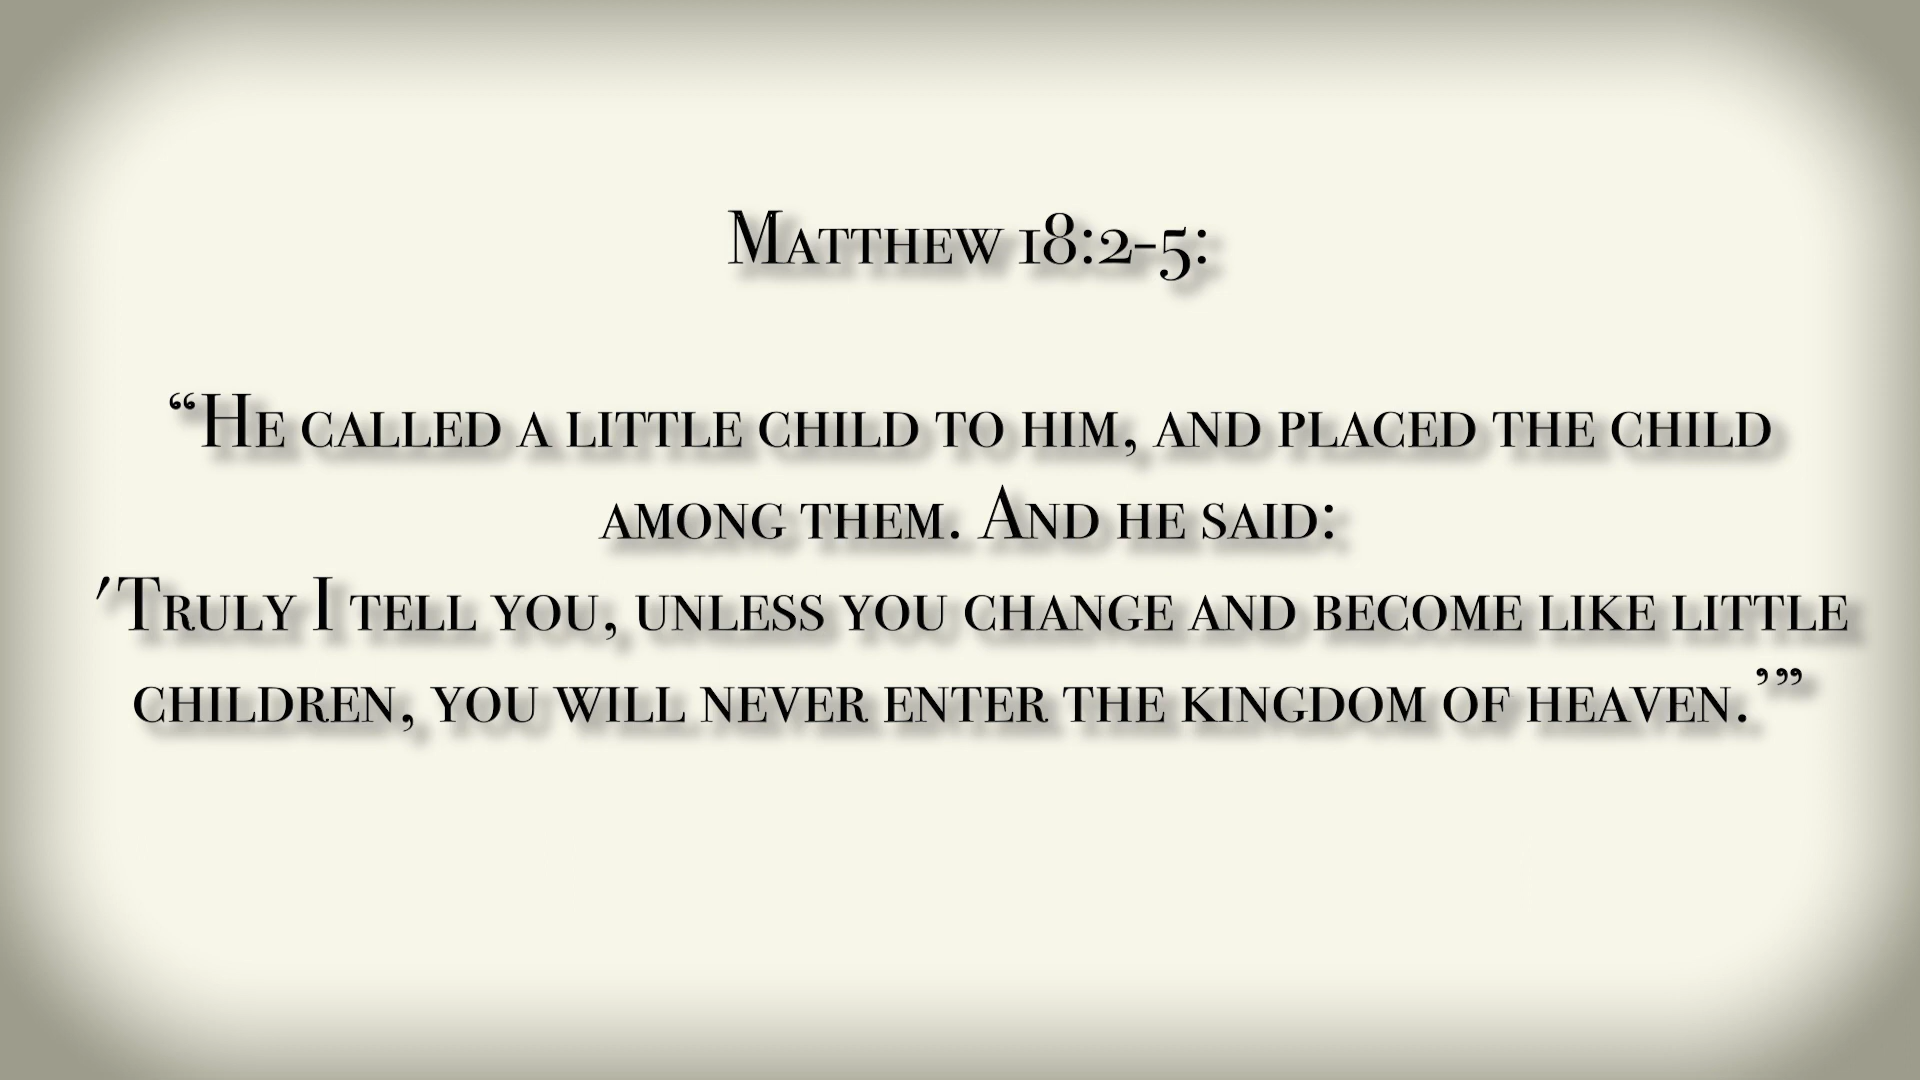 Matthew 18:2-5:
“He called a little child to him, and placed the child
among them. And he said:
'Truly I tell you, unless you change and become like little
children, you will never enter the kingdom of heaven.’”